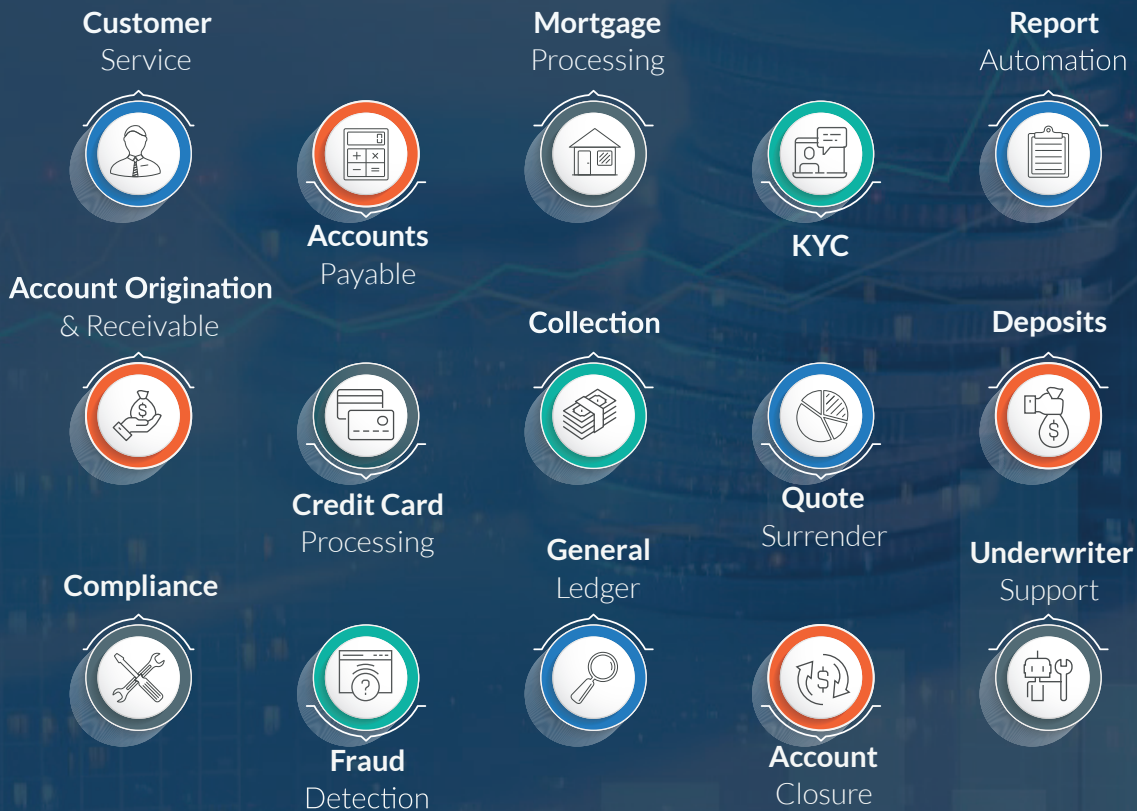 Customer
Service
Accounts
Payable
Mortgage
Processing
KYC
Report
Automation
Account Origination
& Receivable
Credit Card
Processing
Collection
Quote
Surrender
Deposits
Compliance
Fraud
Detection
General
Ledger
Account
Closure
Underwriter
Support